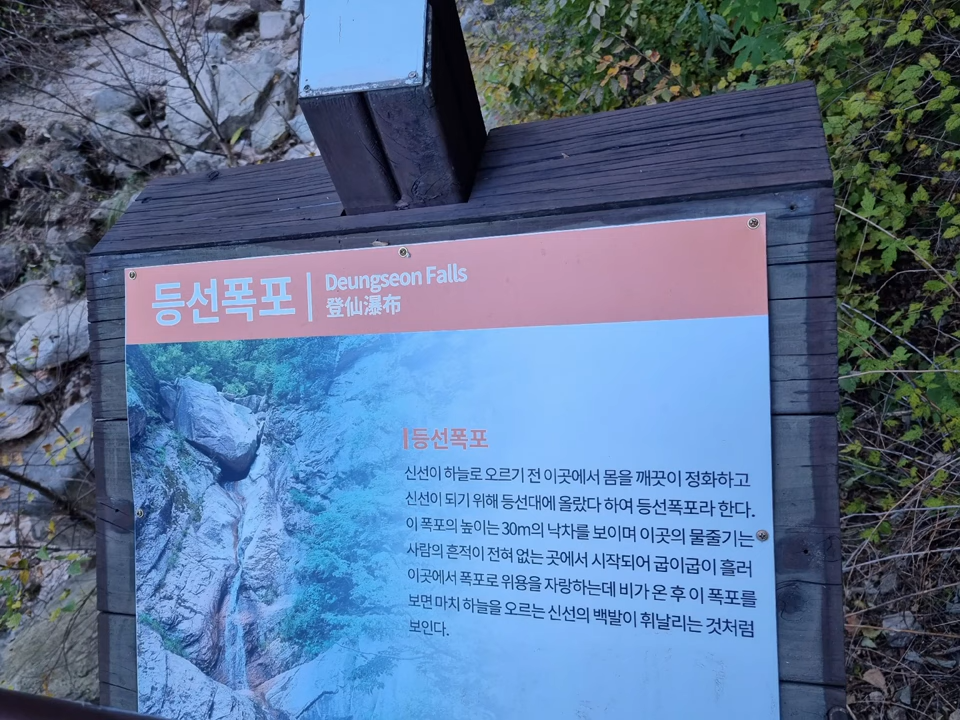 등선폭포
Deungseon Falls
登仙瀑布
등선폭포
신선이 하늘로 오르기 전 이곳에서 몸을 깨끗이 정화하고
신선이 되기 위해 등선대에 올랐다 하여 등선폭포라 한다.
이 폭포의 높이는 30m의 낙차를 보이며 이곳의 물줄기는
사람의 흔적이 전혀 없는 곳에서 시작되어 굽이굽이 흘러
이곳에서 폭포로 위용을 자랑하는데 비가 온 후 이 폭포를
보면 마치 하늘을 오르는 신선의 백발이 휘날리는 것처럼
보인다.